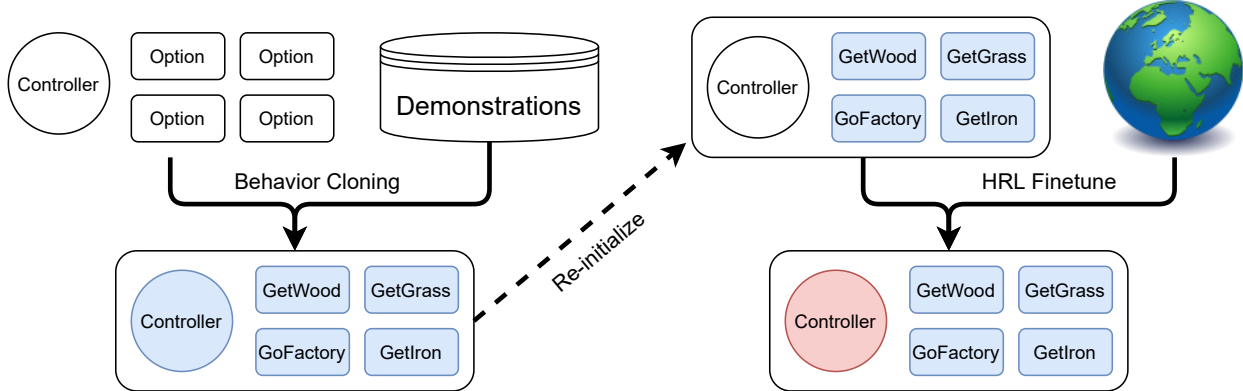 Controller
Option
Option
Option
Option
Demonstrations
Behavior Cloning
Controller
GetWood
GetGrass
GoFactory
GetIron
Re-initialize
Controller
GetWood
GetGrass
GoFactory
GetIron
HRL Finetune
Controller
GetWood
GetGrass
GoFactory
GetIron